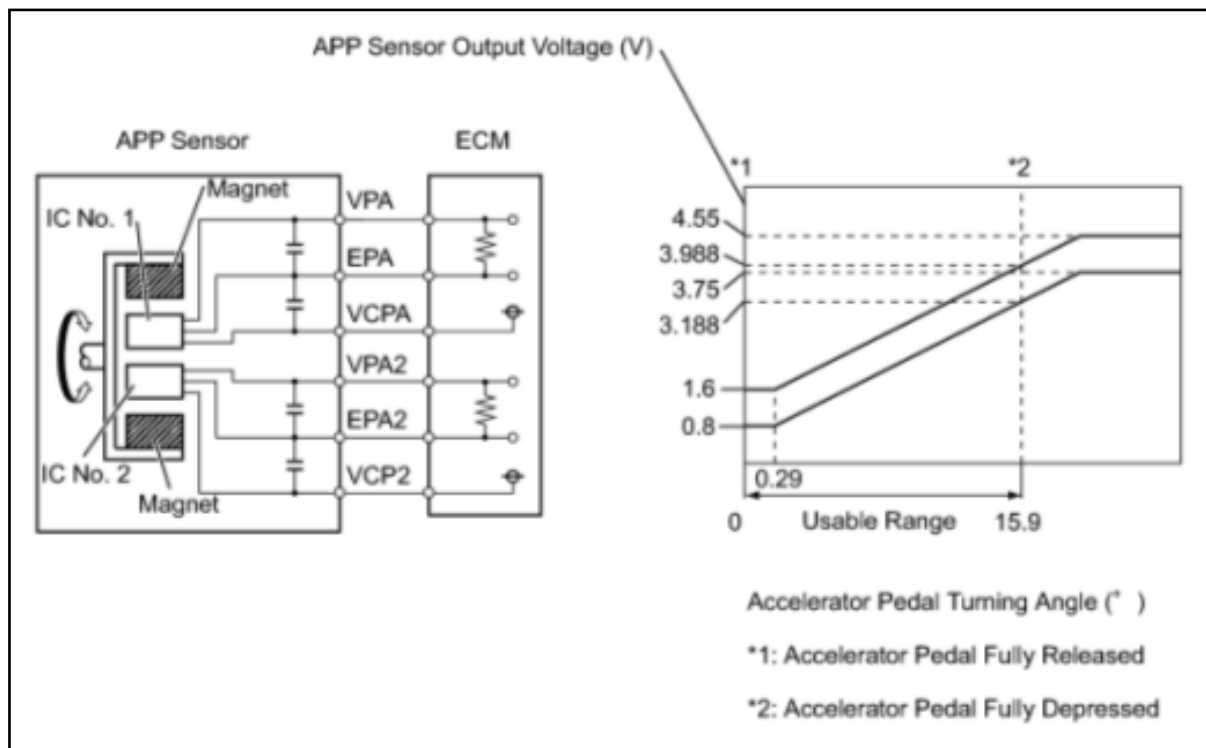 APP Sensor Output Voltage (V)
APP Sensor
ECM
Magnet
IC No. 1
VPA
EPA
VCPA
VPA2
EPA2
VCP2
IC No. 2
Magnet
*1
*2
4.55
3.988
3.75
3.188
1.6
0.8
0.29
0
Usable Range
15.9
Accelerator Pedal Turning Angle (° )
*1: Accelerator Pedal Fully Released
*2: Accelerator Pedal Fully Depressed